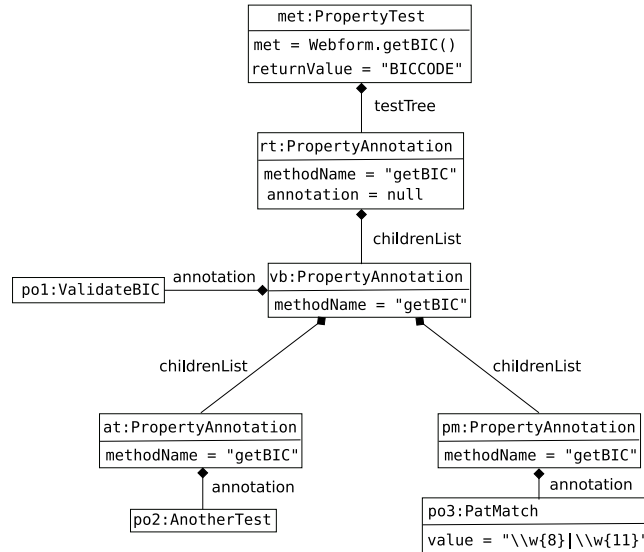 met:PropertyTest
met = Webform.getBIC()
returnValue = "BICCODE"
testTree
rt:PropertyAnnotation
methodName = "getBIC"
annotation = null
childrenList
annotation
vb:PropertyAnnotation
po1:ValidateBIC
methodName = "getBIC"
childrenList
childrenList
at:PropertyAnnotation
pm:PropertyAnnotation
methodName = "getBIC"
methodName = "getBIC"
annotation
annotation
po2:AnotherTest
po3:PatMatch
value = "\\w{8}|\\w{11}"